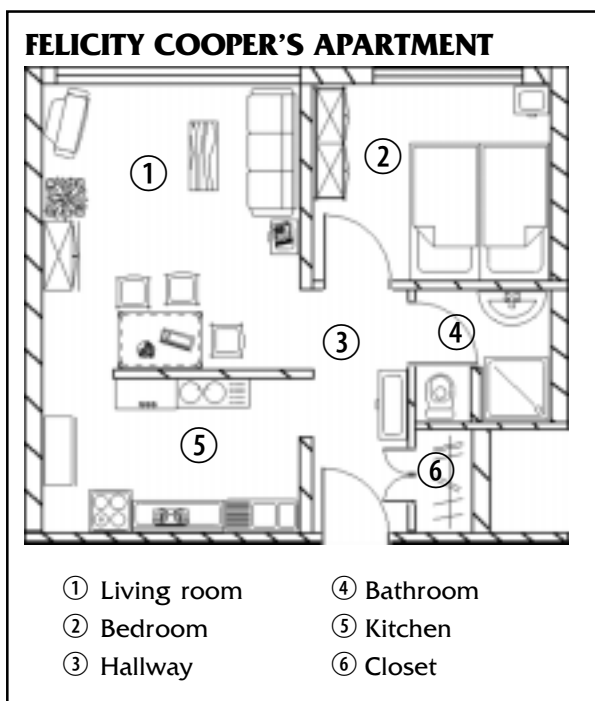 FELICITY COOPER'S APARTMENT
①
②
③
④
⑤
⑥
① Living room
② Bedroom
③ Hallway
④ Bathroom
⑤ Kitchen
⑥ Closet